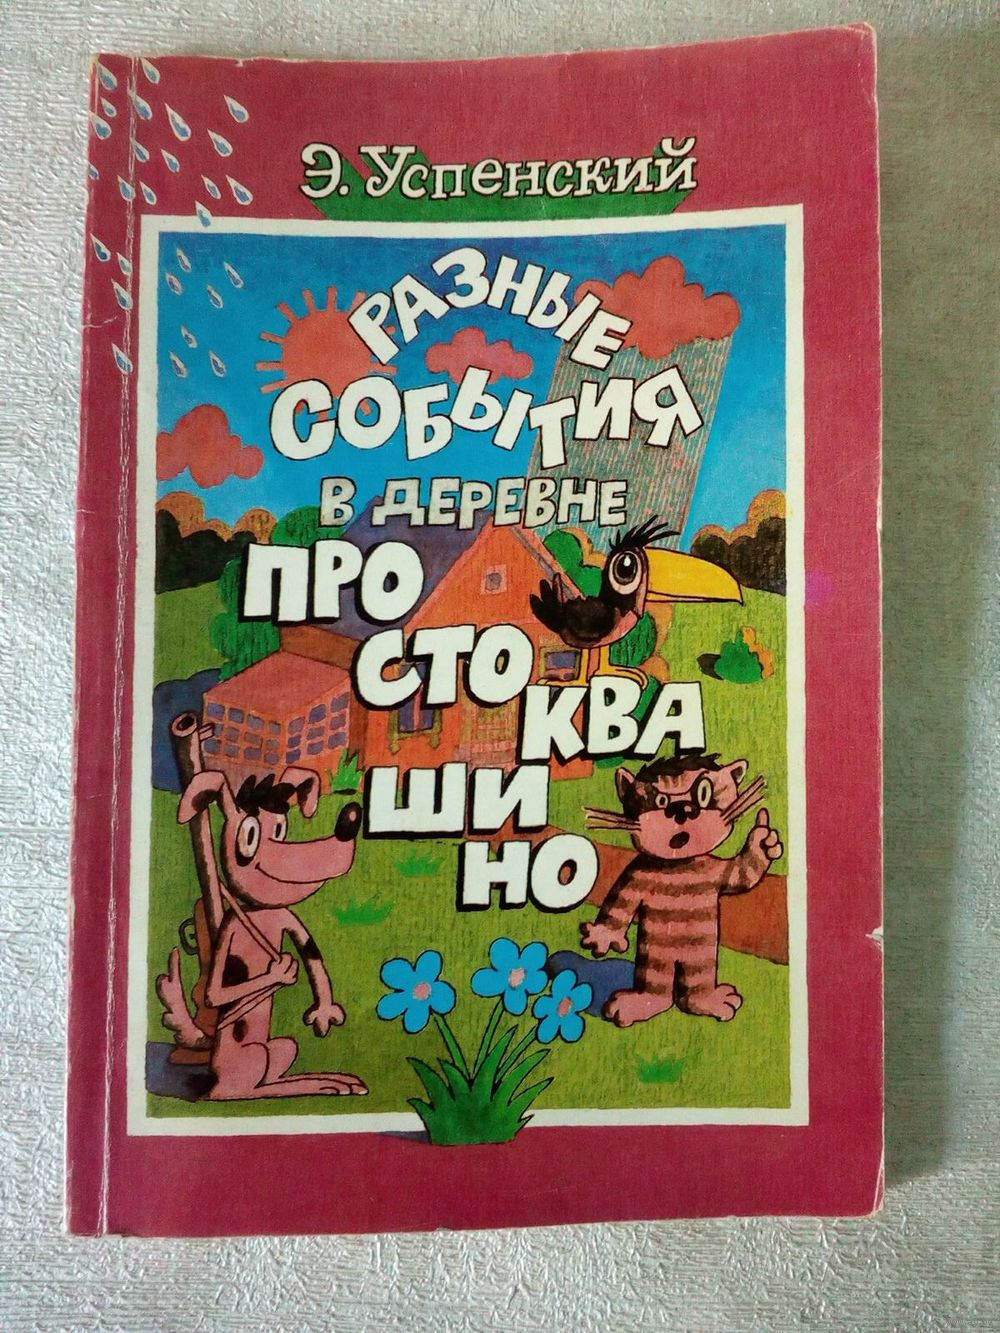 Э. Успенский
РАЗНЫЕ
СОБЫТИЯ
В ДЕРЕВНЕ
ПРО
СТО
КВА
ШИ
НО